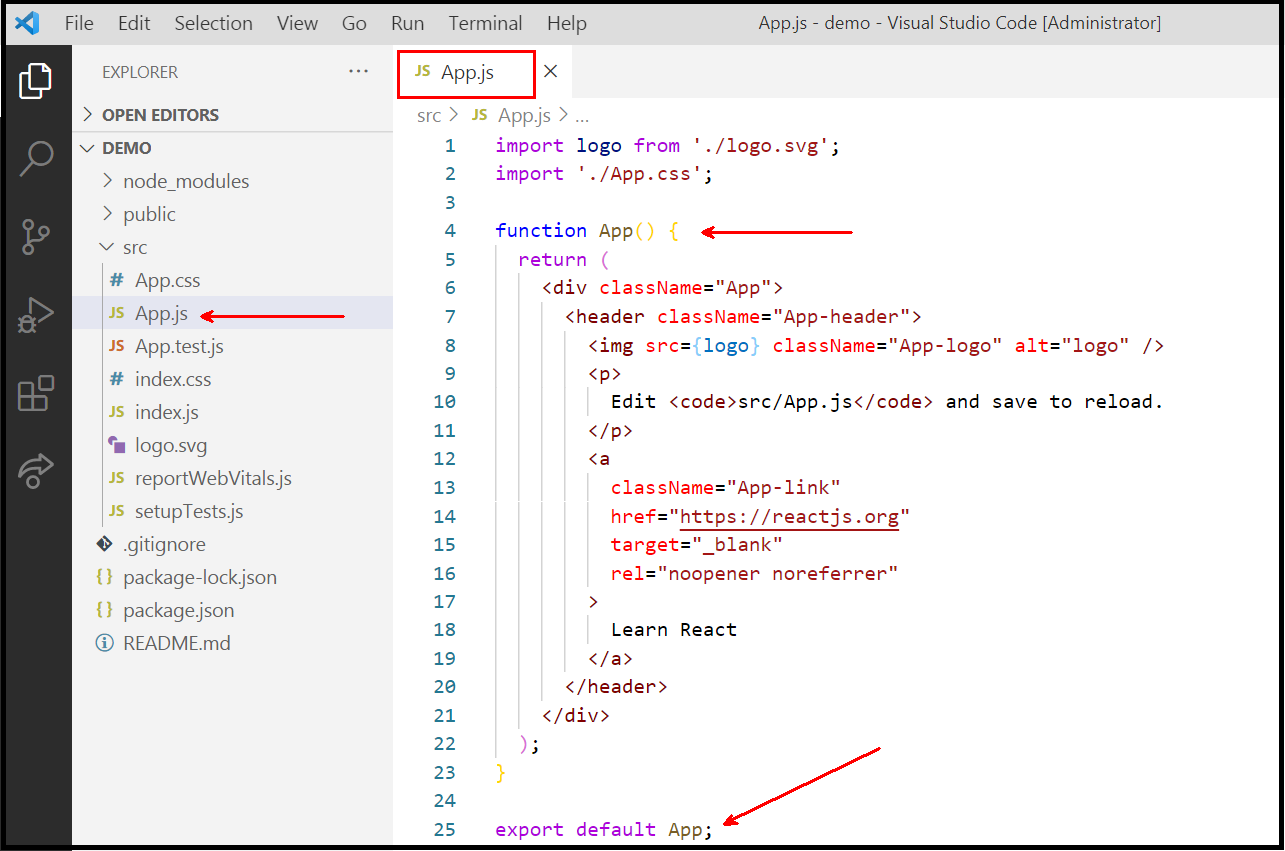 File Edit Selection View Go Run Terminal Help App.js - demo - Visual Studio Code [Administrator]
EXPLORER ...
OPEN EDITORS
DEMO
node_modules
public
src
# App.css
JS App.js
JS App.test.js
# index.css
JS index.js
logo.svg
JS reportWebVitals.js
JS setupTests.js
.gitignore
{} package-lock.json
{} package.json
README.md
JS App.js
src > JS App.js > ...
1 import logo from './logo.svg';
2 import './App.css';
3
4 function App() {
5 return (
6 <div className="App">
7 <header className="App-header">
8 <img src={logo} className="App-logo" alt="logo" />
9 <p>
10 Edit <code>src/App.js</code> and save to reload.
11 </p>
12 <a
13 className="App-link"
14 href="https://reactjs.org"
15 target="_blank"
16 rel="noopener noreferrer"
17 >
18 Learn React
19 </a>
20 </header>
21 </div>
22 );
23 }
24
25 export default App;